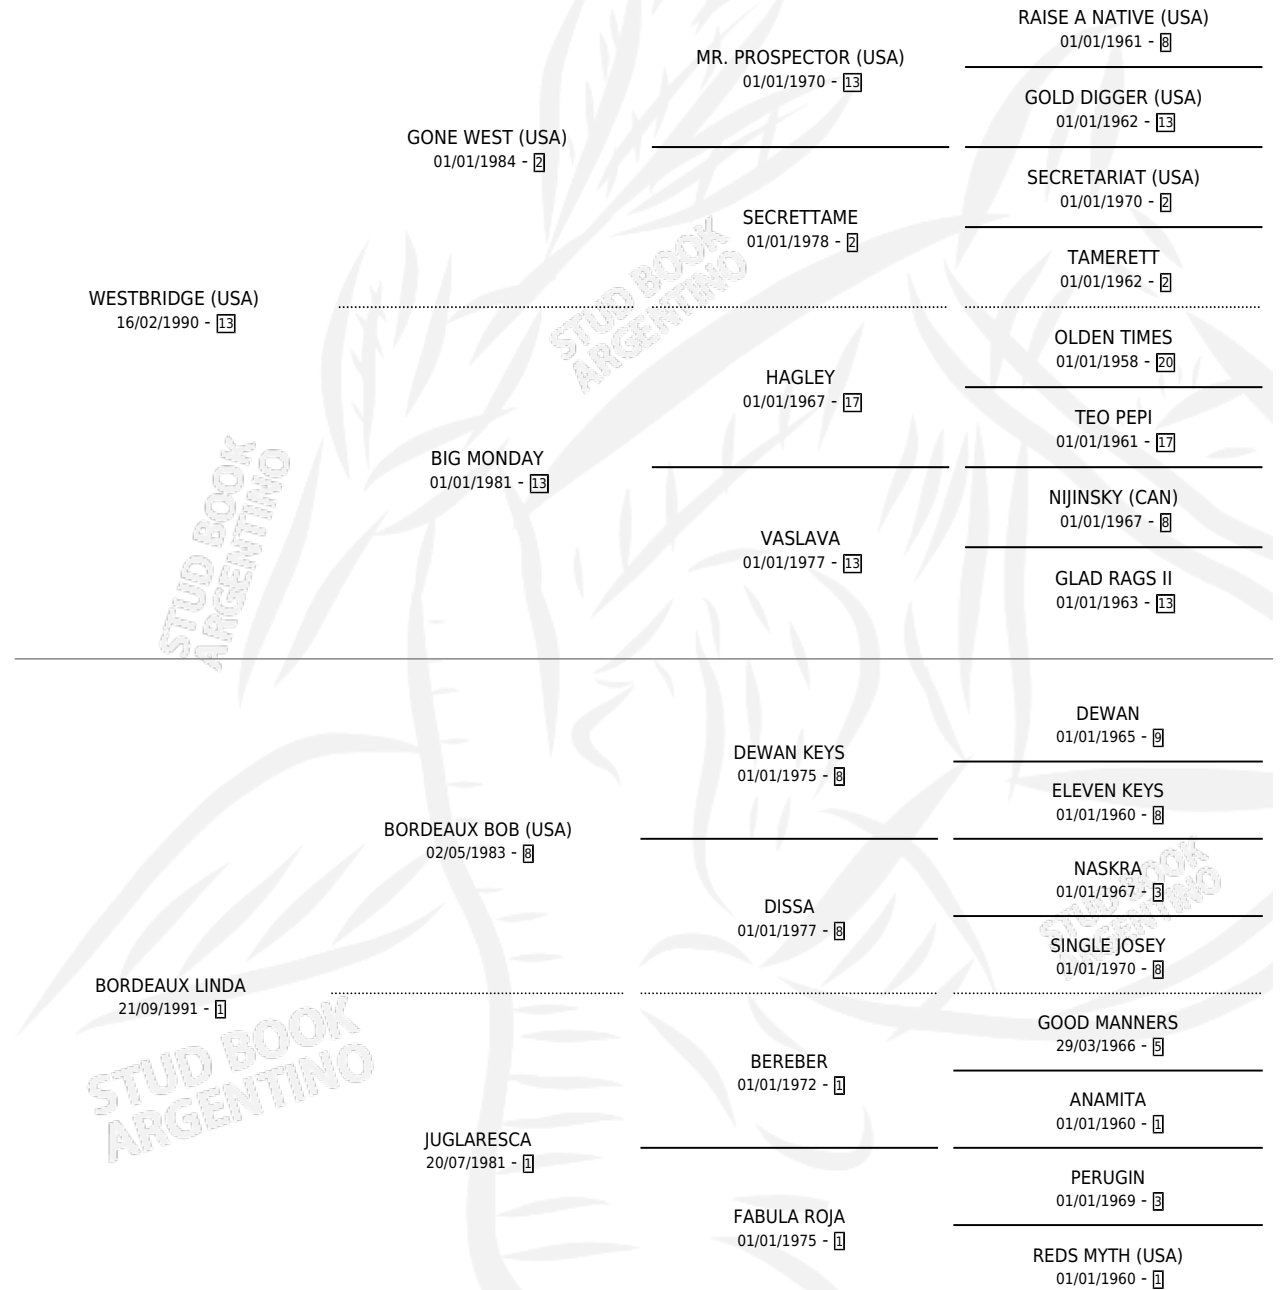 RAISE A NATIVE (USA)
01/01/1961 - 8
MR. PROSPECTOR (USA)
01/01/1970 - 13
GOLD DIGGER (USA)
01/01/1962 - 13
GONE WEST (USA)
01/01/1984 - 2
SECRETARIAT (USA)
01/01/1970 - 2
SECRETTAME
01/01/1978 - 2
TAMERETT
01/01/1962 - 2
WESTBRIDGE (USA)
16/02/1990 - 13
OLDEN TIMES
01/01/1958 - 20
HAGLEY
01/01/1967 - 17
TEO PEPI
01/01/1961 - 17
BIG MONDAY
01/01/1981 - 13
NIJINSKY (CAN)
01/01/1967 - 8
VASLAVA
01/01/1977 - 13
GLAD RAGS II
01/01/1963 - 13
DEWAN
01/01/1965 - 9
DEWAN KEYS
01/01/1975 - 8
ELEVEN KEYS
01/01/1960 - 8
BORDEAUX BOB (USA)
02/05/1983 - 8
NASKRA
01/01/1967 - 3
DISSA
01/01/1977 - 8
SINGLE JOSEY
01/01/1970 - 8
BORDEAUX LINDA
21/09/1991 - 1
GOOD MANNERS
29/03/1966 - 5
BEREBER
01/01/1972 - 1
ANAMITA
01/01/1960 - 1
JUGLARESCA
20/07/1981 - 1
PERUGIN
01/01/1969 - 3
FABULA ROJA
01/01/1975 - 1
REDS MYTH (USA)
01/01/1960 - 1
STUD BOOK
ARGENTINO
STUD BOOK
ARGENTINO
STUD BOOK
ARGENTINO
STUD BOOK
ARGENTINO